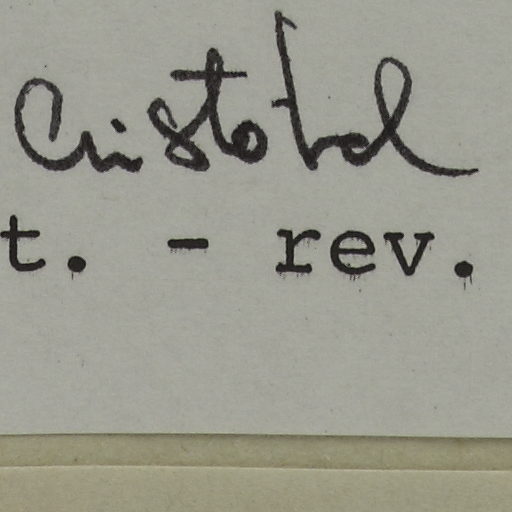 Cristobal
t. - rev.